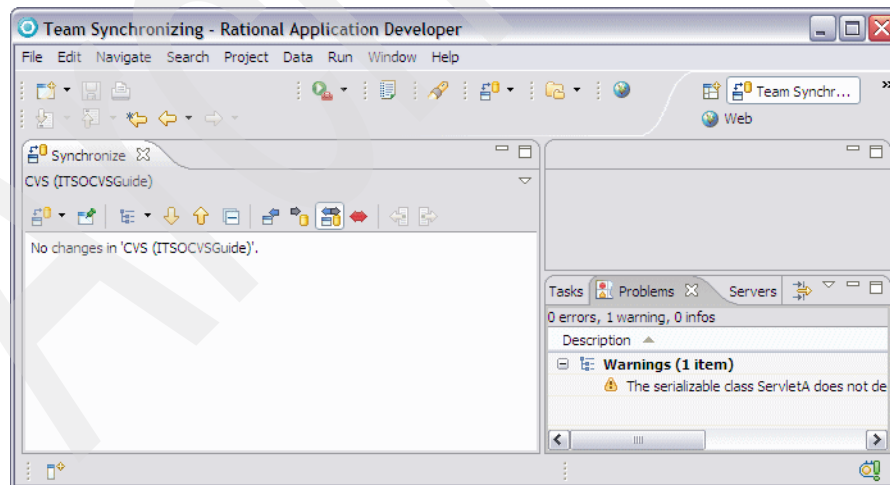 Team Synchronizing - Rational Application Developer
File Edit Navigate Search Project Data Run Window Help
Team Synchr...
Web
Synchronize
CVS (ITSOCVSGuide)
No changes in 'CVS (ITSOCVSGuide)'.
Tasks Problems Servers
0 errors, 1 warning, 0 infos
Description
Warnings (1 item)
The serializable class ServletA does not de